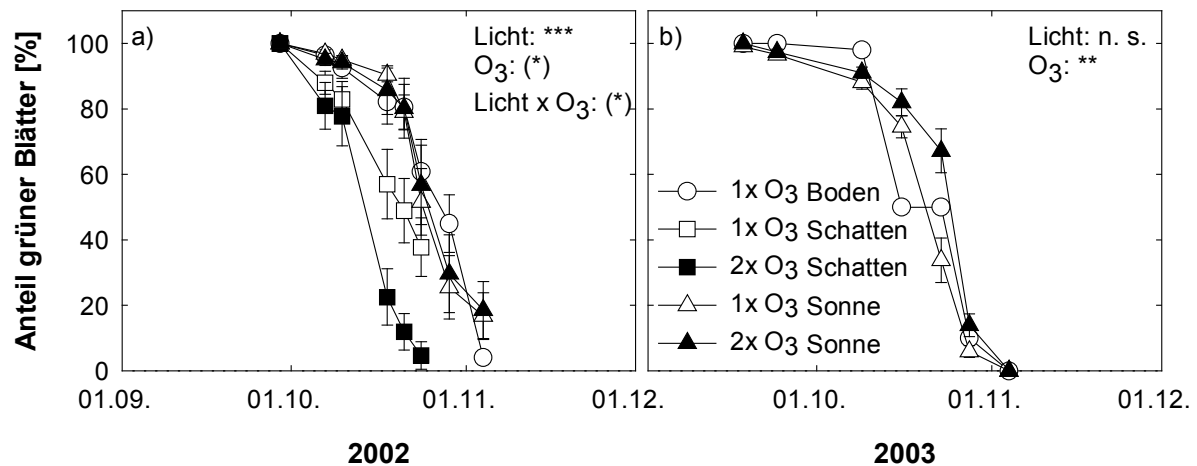 Anteil grüner Blätter [%]
100
80
60
40
20
0
a)
Licht: ***
O3: (*)
Licht x O3: (*)
01.09.
01.10.
01.11.
01.12.
2002
b)
Licht: n. s.
O3: **
1x O3 Boden
1x O3 Schatten
2x O3 Schatten
1x O3 Sonne
2x O3 Sonne
01.10.
01.11.
01.12.
2003